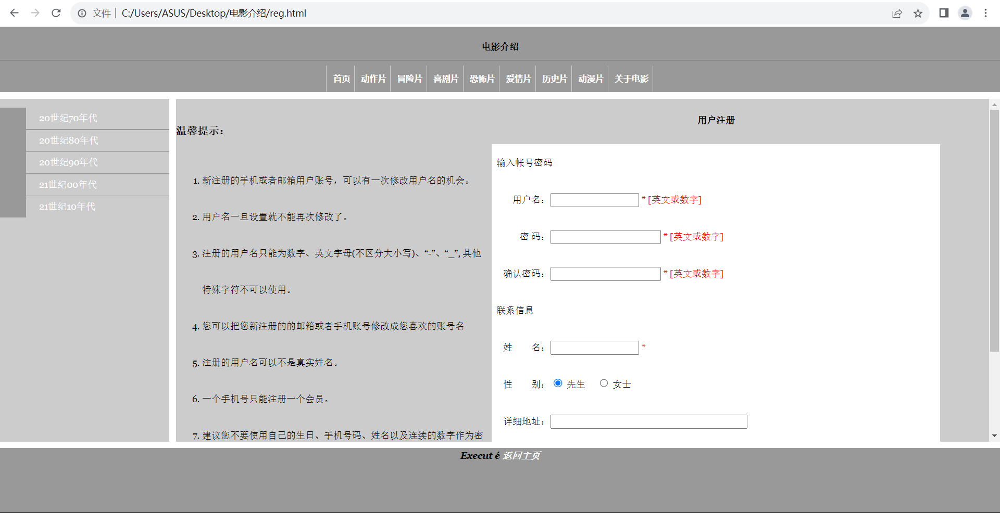 文件 | C:/Users/ASUS/Desktop/电影介绍/reg.html
电影介绍
首页 动作片 冒险片 喜剧片 恐怖片 爱情片 历史片 动漫片 关于电影
20世纪70年代
20世纪80年代
20世纪90年代
21世纪00年代
21世纪10年代
温馨提示：
1. 新注册的手机或者邮箱用户账号，可以有一次修改用户名的机会。
2. 用户名一旦设置就不能再次修改了。
3. 注册的用户名只能为数字、英文字母(不区分大小写)、“-”、“_”, 其他
特殊字符不可以使用。
4. 您可以把您新注册的的邮箱或者手机账号修改成您喜欢的账号名
5. 注册的用户名可以不是真实姓名。
6. 一个手机号只能注册一个会员。
7. 建议您不要使用自己的生日、手机号码、姓名以及连续的数字作为密
用户注册
输入帐号密码
用户名： * [英文或数字]
密 码： * [英文或数字]
确认密码： * [英文或数字]
联系信息
姓 名： *
性 别： 先生 女士
详细地址：
Execut é 返回主页